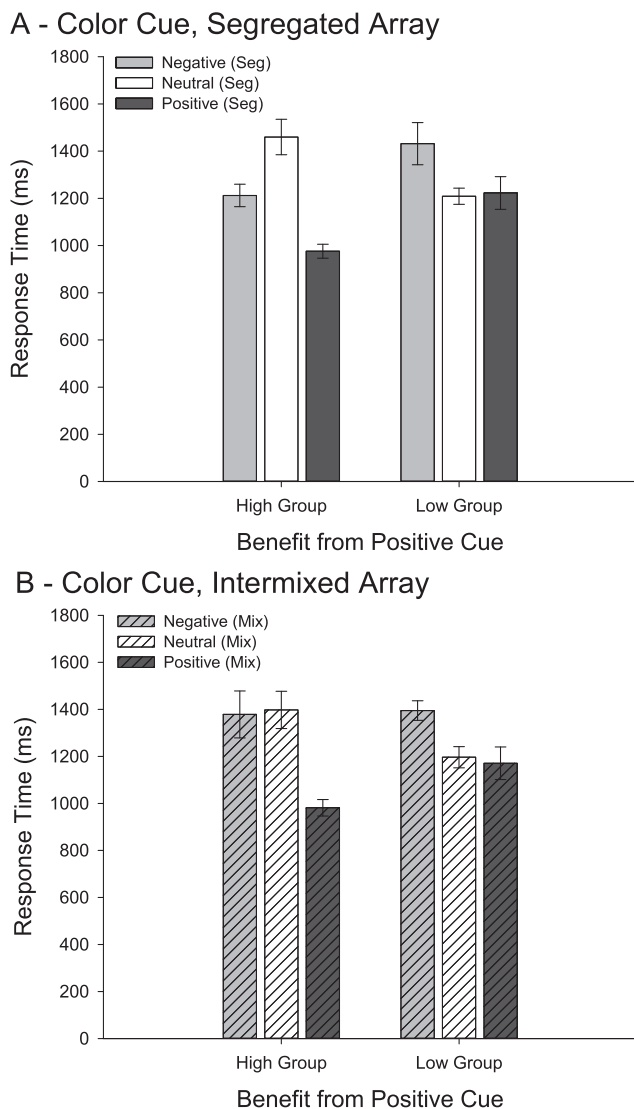 A - Color Cue, Segregated Array
1800
1600
1400
1200
1000
800
600
400
200
0
Response Time (ms)
Negative (Seg)
Neutral (Seg)
Positive (Seg)
High Group
Low Group
Benefit from Positive Cue
B - Color Cue, Intermixed Array
1800
1600
1400
1200
1000
800
600
400
200
0
Response Time (ms)
Negative (Mix)
Neutral (Mix)
Positive (Mix)
High Group
Low Group
Benefit from Positive Cue